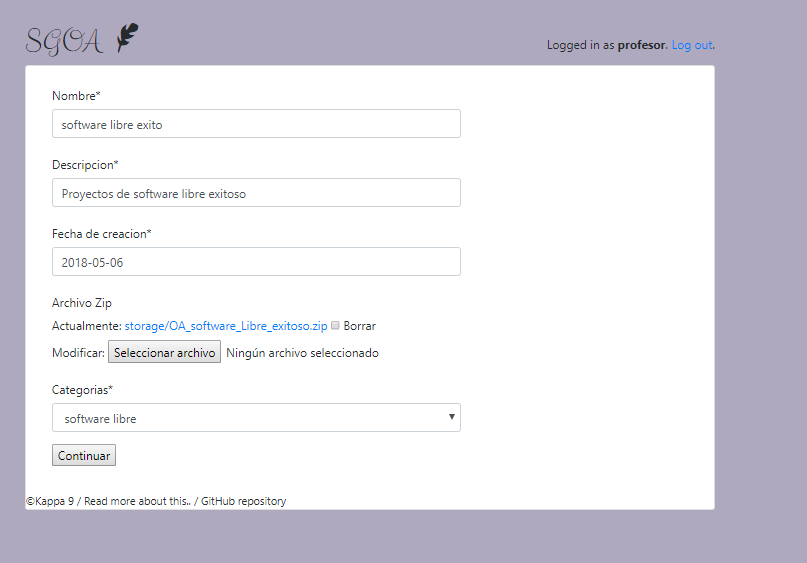 SGOA
Logged in as profesor. Log out.
Nombre*
software libre exito
Descripcion*
Proyectos de software libre exitoso
Fecha de creacion*
2018-05-06
Archivo Zip
Actualmente: storage/OA_software_Libre_exitoso.zip Borrar
Modificar: Seleccionar archivo Ningún archivo seleccionado
Categorias*
software libre
Continuar
©Kappa 9 / Read more about this.. / GitHub repository